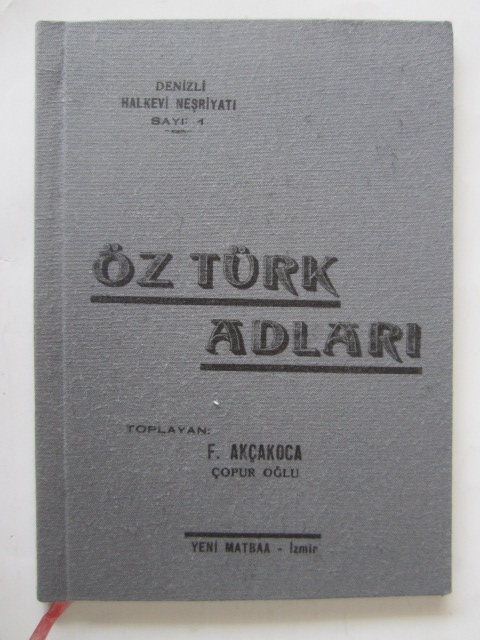 DENİZLİ
HALKEVİ NEŞRİYATI
SAYI 1
ÖZ TÜRK
ADLARI
TOPLAYAN:
F. AKÇAKOCA
ÇOPUR OĞLU
YENİ MATBAA - İzmir